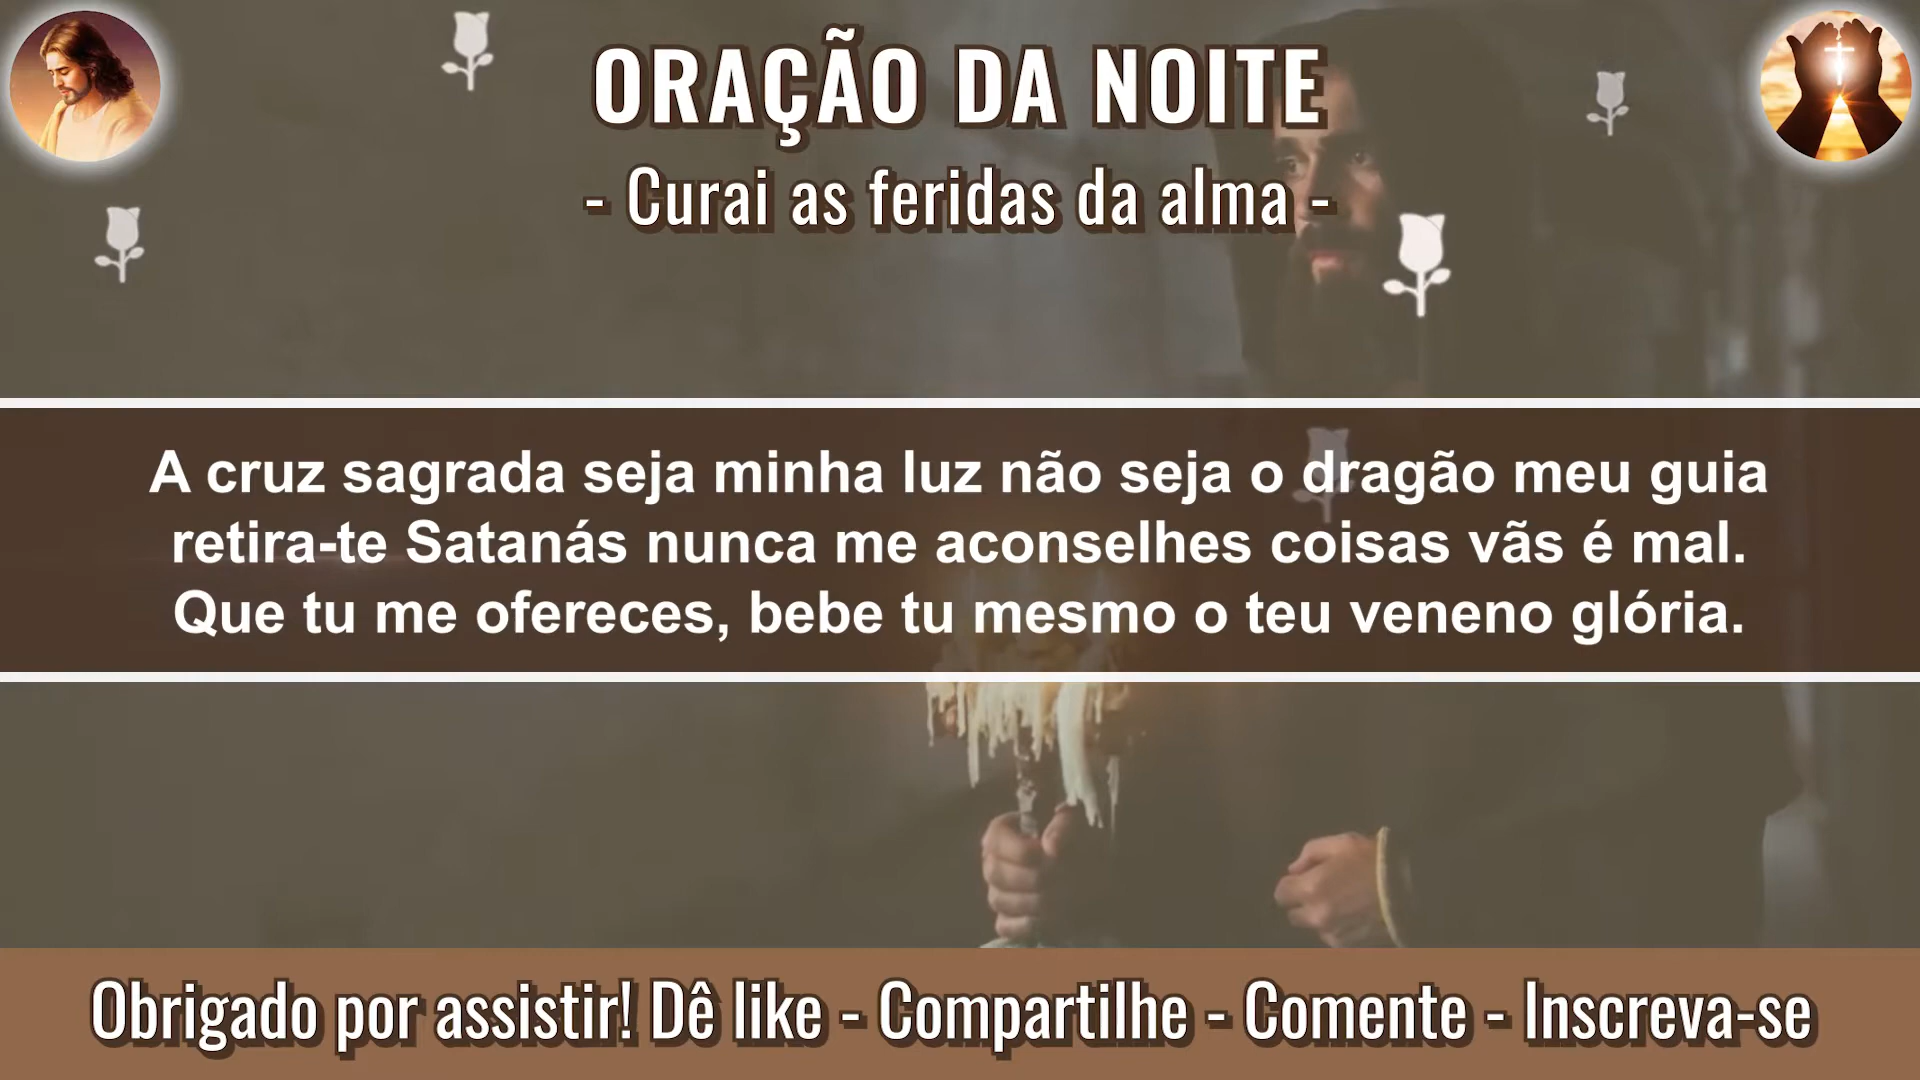 ORAÇÃO DA NOITE
- Curai as feridas da alma -
A cruz sagrada seja minha luz não seja o dragão meu guia
retira-te Satanás nunca me aconselhes coisas vãs é mal.
Que tu me ofereces, bebe tu mesmo o teu veneno glória.
Obrigado por assistir! Dê like - Compartilhe - Comente - Inscreva-se